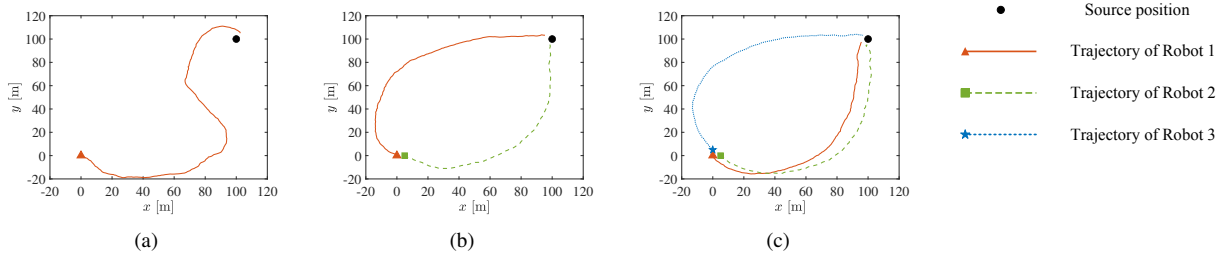 120
100
80
60
40
20
0
-20
y [m]
-20 0 20 40 60 80 100 120
x [m]
(a)
120
100
80
60
40
20
0
-20
y [m]
-20 0 20 40 60 80 100 120
x [m]
(b)
120
100
80
60
40
20
0
-20
y [m]
-20 0 20 40 60 80 100 120
x [m]
(c)
Source position
Trajectory of Robot 1
Trajectory of Robot 2
Trajectory of Robot 3